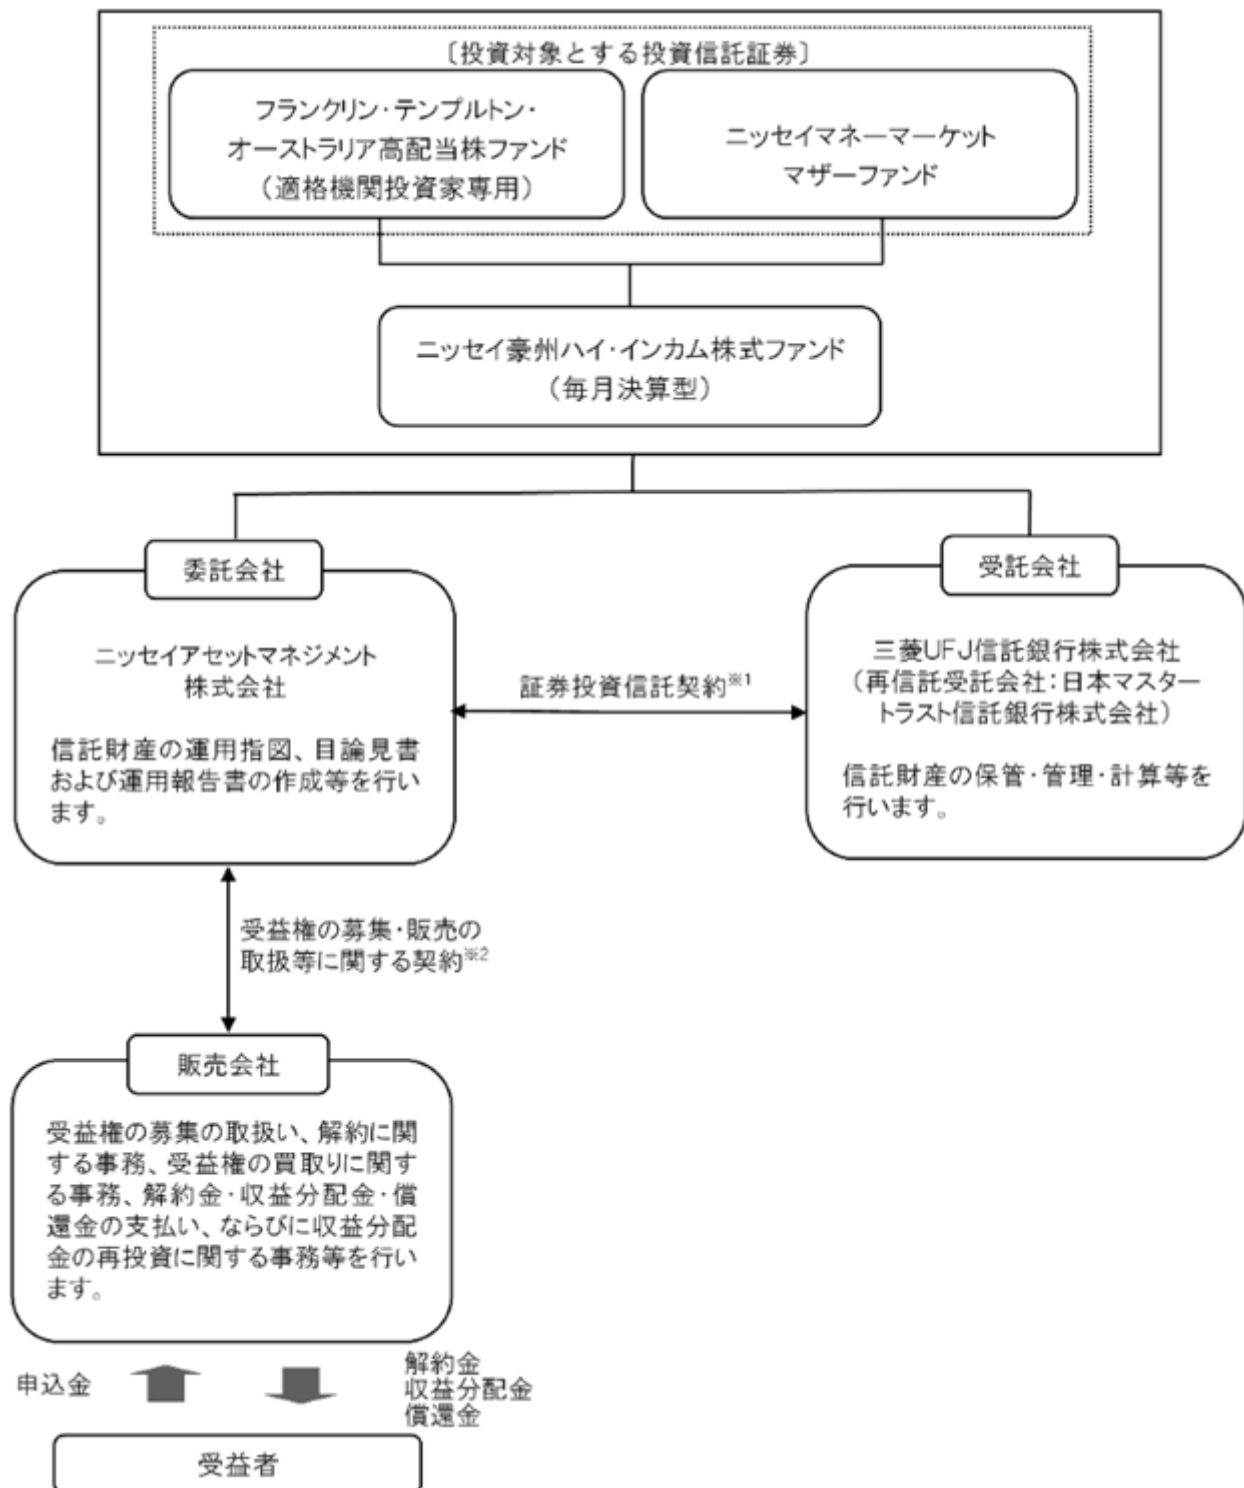 〔投資対象とする投資信託証券〕
フランクリン・テンプルトン・
オーストラリア高配当株ファンド
（適格機関投資家専用）
ニッセイマネーマーケット
マザーファンド
ニッセイ豪州ハイ・インカム株式ファンド
（毎月決算型）
委託会社
ニッセイアセットマネジメント
株式会社
信託財産の運用指図、目論見書
および運用報告書の作成等を行い
ます。
証券投資信託契約※1
受託会社
三菱UFJ信託銀行株式会社
（再信託受託会社：日本マスター
トラスト信託銀行株式会社）
信託財産の保管・管理・計算等を
行います。
受益権の募集・販売の
取扱等に関する契約※2
販売会社
受益権の募集の取扱い、解約に関
する事務、受益権の買取りに関す
る事務、解約金・収益分配金・償
還金の支払い、ならびに収益分配
金の再投資に関する事務等を行い
ます。
申込金
解約金
収益分配金
償還金
受益者